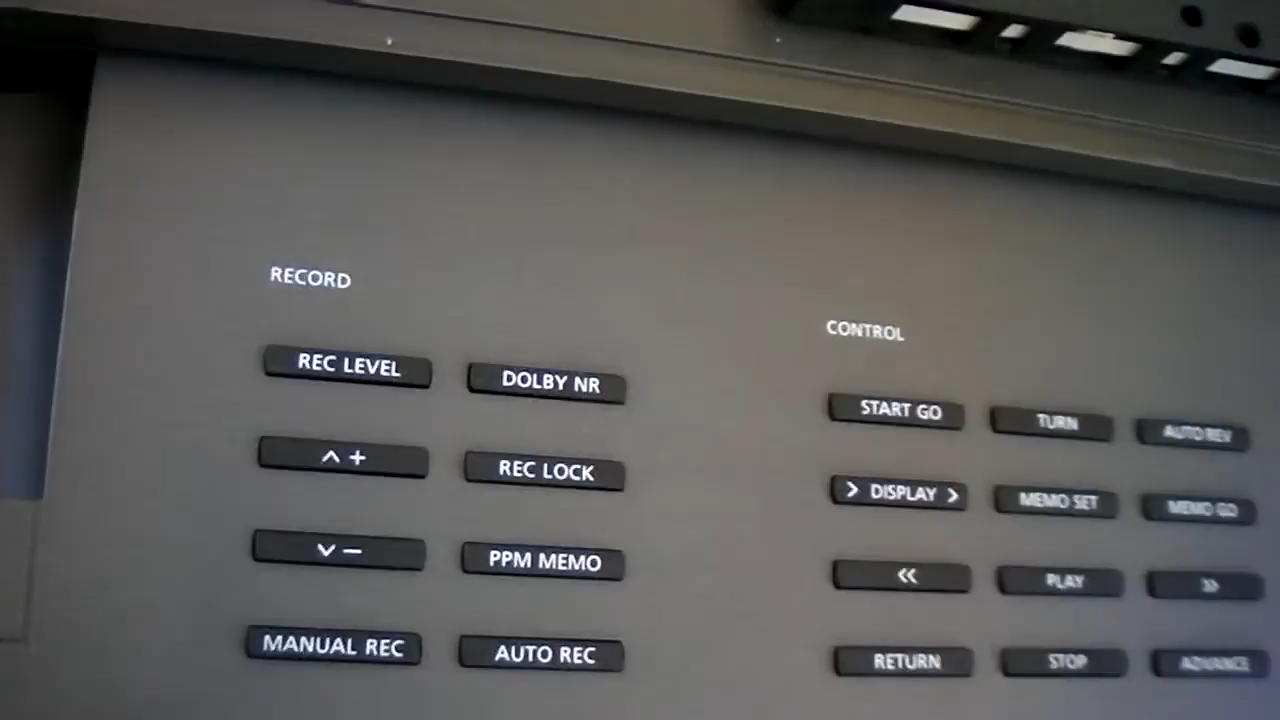 RECORD
CONTROL
REC LEVEL DOLBY NR
START GO TURN AUTO REV
^ + REC LOCK
> DISPLAY > MEMO SET MEMO GO
v − PPM MEMO
<< PLAY >>
MANUAL REC AUTO REC
RETURN STOP ADVANCE